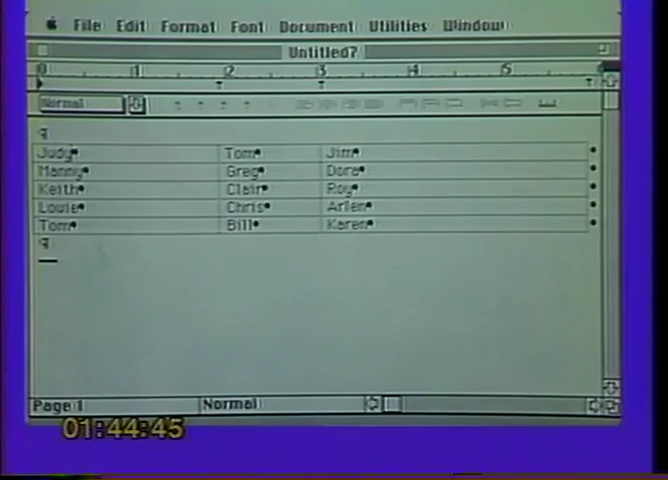 File Edit Format Font Document Utilities Window
Untitled7
0 1 2 3 4 5
Normal
¶
Judy Tom Jim
Manny Greg Dora
Keith Clair Roy
Louie Chris Arlen
Tom Bill Karen
¶
Page 1 Normal
01:44:45